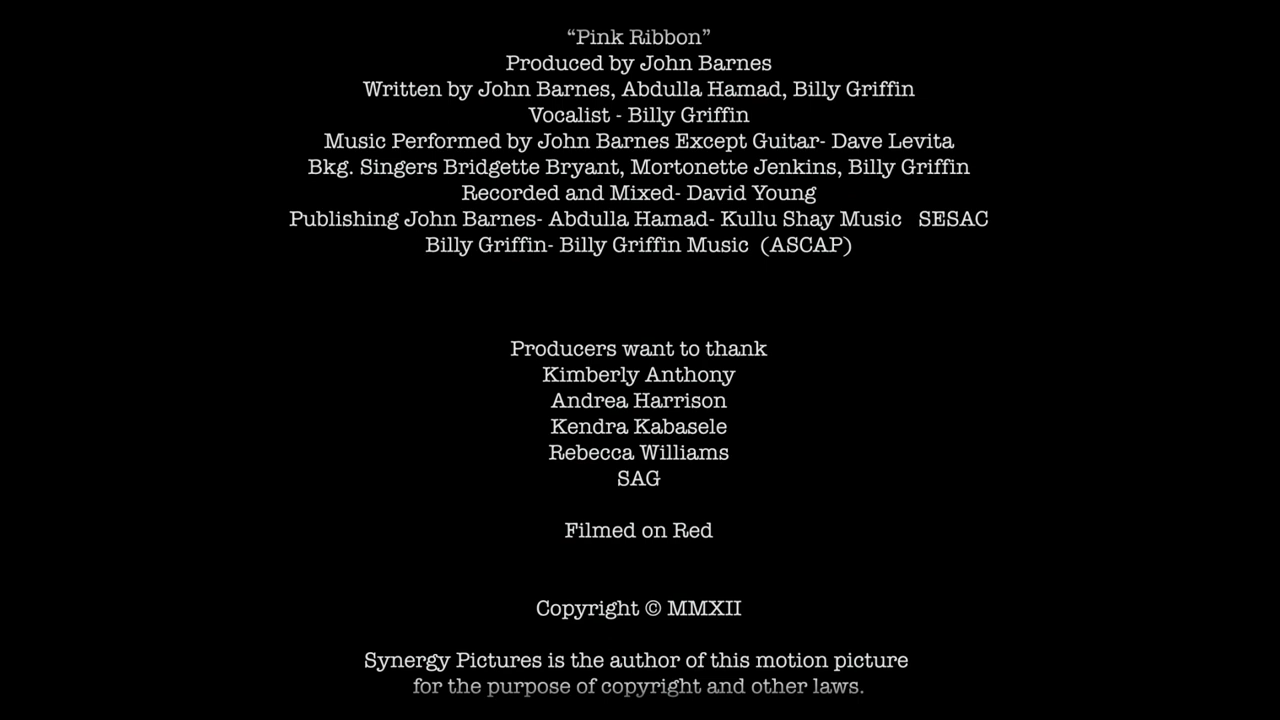 “Pink Ribbon”
Produced by John Barnes
Written by John Barnes, Abdulla Hamad, Billy Griffin
Vocalist - Billy Griffin
Music Performed by John Barnes Except Guitar- Dave Levita
Bkg. Singers Bridgette Bryant, Mortonette Jenkins, Billy Griffin
Recorded and Mixed- David Young
Publishing John Barnes- Abdulla Hamad- Kullu Shay Music   SESAC
Billy Griffin- Billy Griffin Music  (ASCAP)
Producers want to thank
Kimberly Anthony
Andrea Harrison
Kendra Kabasele
Rebecca Williams
SAG
Filmed on Red
Copyright © MMXII
Synergy Pictures is the author of this motion picture
for the purpose of copyright and other laws.